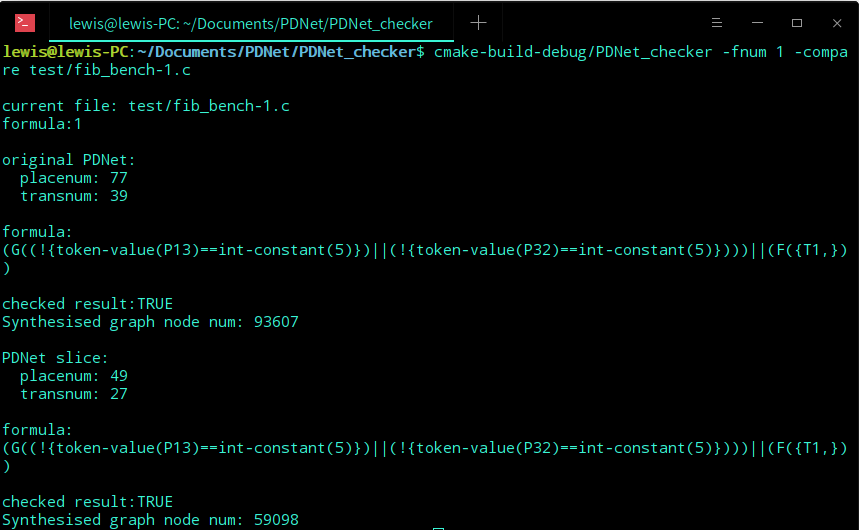 lewis@lewis-PC: ~/Documents/PDNet/PDNet_checker
lewis@lewis-PC:~/Documents/PDNet/PDNet_checker$ cmake-build-debug/PDNet_checker -fnum 1 -compa
re test/fib_bench-1.c
current file: test/fib_bench-1.c
formula:1
original PDNet:
placenum: 77
transnum: 39
formula:
(G((!{token-value(P13)==int-constant(5)})||(!{token-value(P32)==int-constant(5)})))||(F({T1,})
)
checked result:TRUE
Synthesised graph node num: 93607
PDNet slice:
placenum: 49
transnum: 27
formula:
(G((!{token-value(P13)==int-constant(5)})||(!{token-value(P32)==int-constant(5)})))||(F({T1,})
)
checked result:TRUE
Synthesised graph node num: 59098